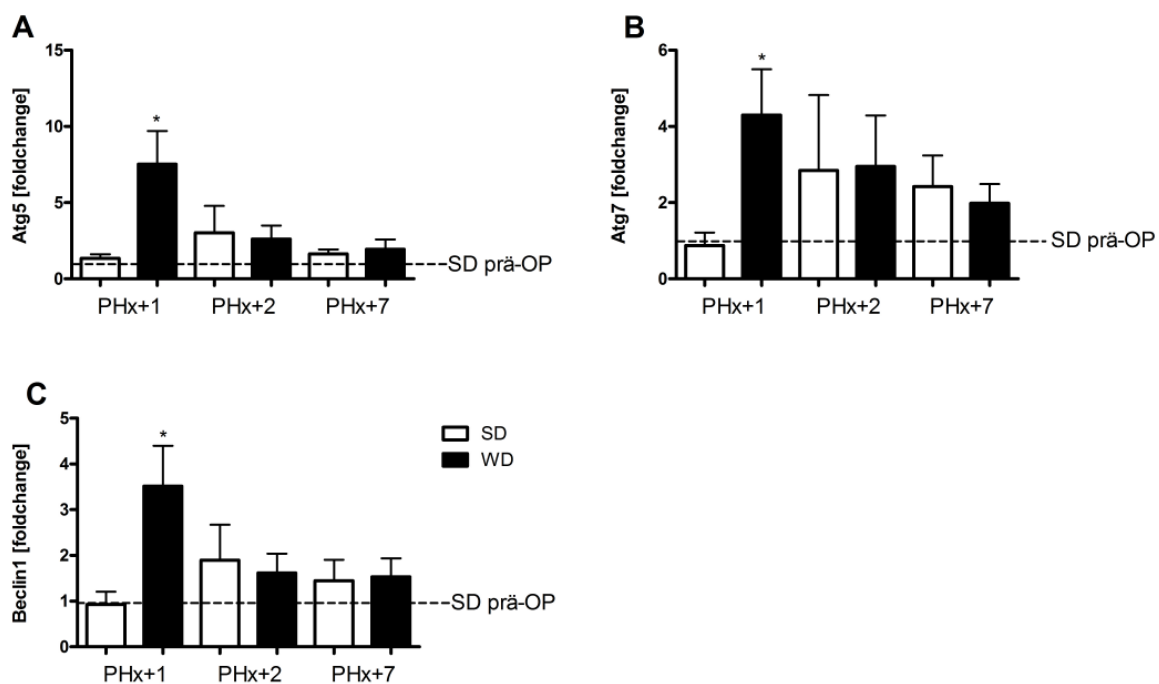 A
Atg5 [foldchange]
15
10
5
0
*
SD prä-OP
PHx+1 PHx+2 PHx+7
B
Atg7 [foldchange]
6
4
2
0
*
SD prä-OP
PHx+1 PHx+2 PHx+7
C
Beclin1 [foldchange]
5
4
3
2
1
0
*
SD
WD
SD prä-OP
PHx+1 PHx+2 PHx+7